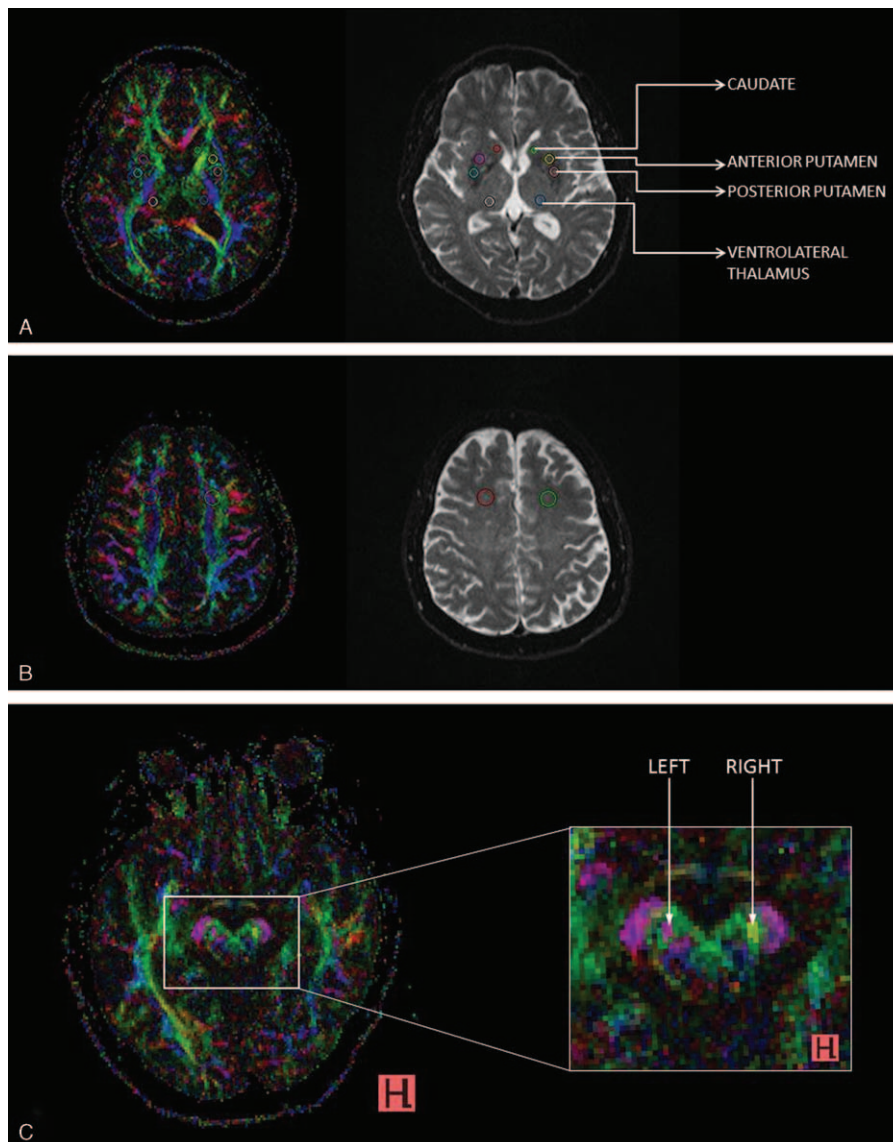 CAUDATE
ANTERIOR PUTAMEN
POSTERIOR PUTAMEN
VENTROLATERAL
THALAMUS
A
B
LEFT RIGHT
H
H
C